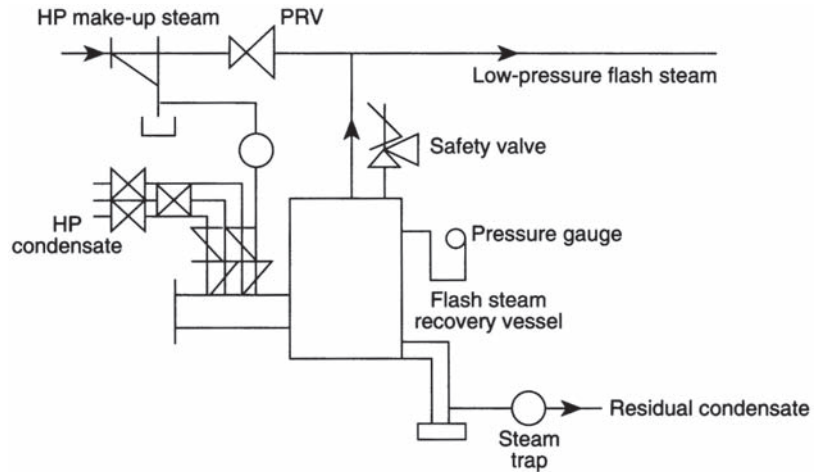 HP make-up steam
PRV
Low-pressure flash steam
Safety valve
HP
condensate
Pressure gauge
Flash steam
recovery vessel
Residual condensate
Steam
trap